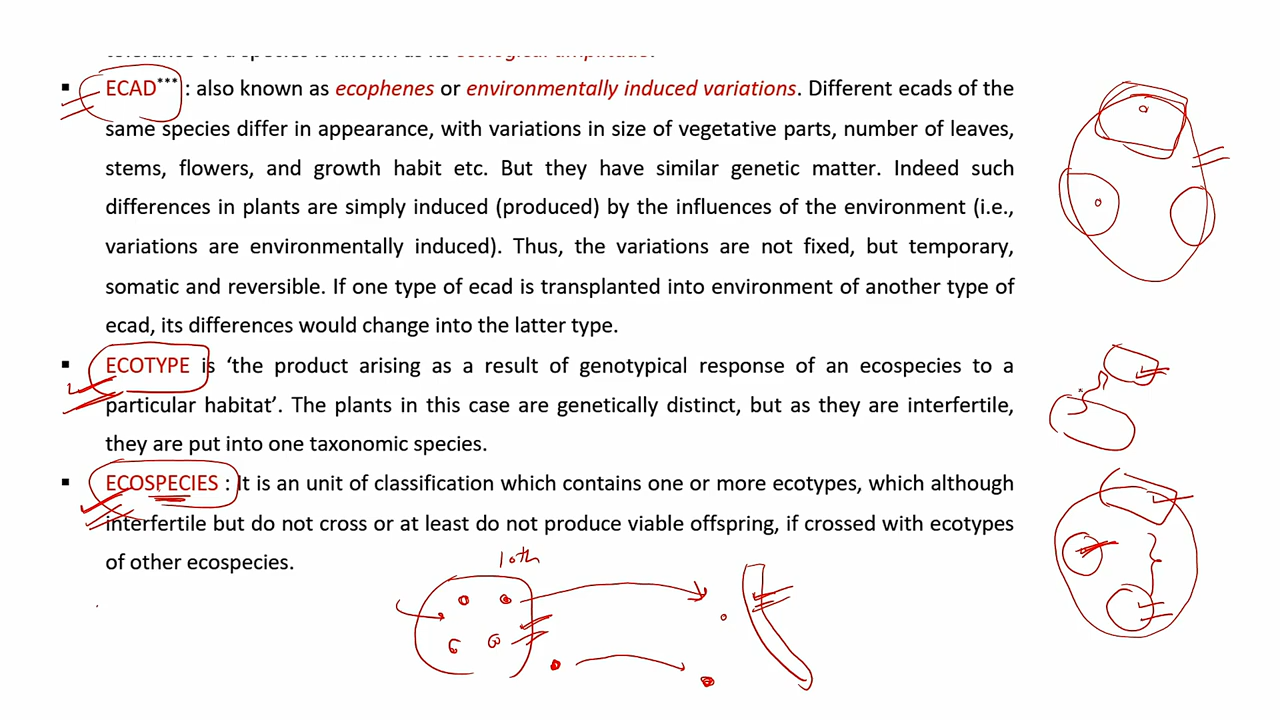 ▪ ECAD*** : also known as ecophenes or environmentally induced variations. Different ecads of the
same species differ in appearance, with variations in size of vegetative parts, number of leaves,
stems, flowers, and growth habit etc. But they have similar genetic matter. Indeed such
differences in plants are simply induced (produced) by the influences of the environment (i.e.,
variations are environmentally induced). Thus, the variations are not fixed, but temporary,
somatic and reversible. If one type of ecad is transplanted into environment of another type of
ecad, its differences would change into the latter type.
▪ ECOTYPE is ‘the product arising as a result of genotypical response of an ecospecies to a
particular habitat’. The plants in this case are genetically distinct, but as they are interfertile,
they are put into one taxonomic species.
▪ ECOSPECIES : It is an unit of classification which contains one or more ecotypes, which although
interfertile but do not cross or at least do not produce viable offspring, if crossed with ecotypes
of other ecospecies.
10th